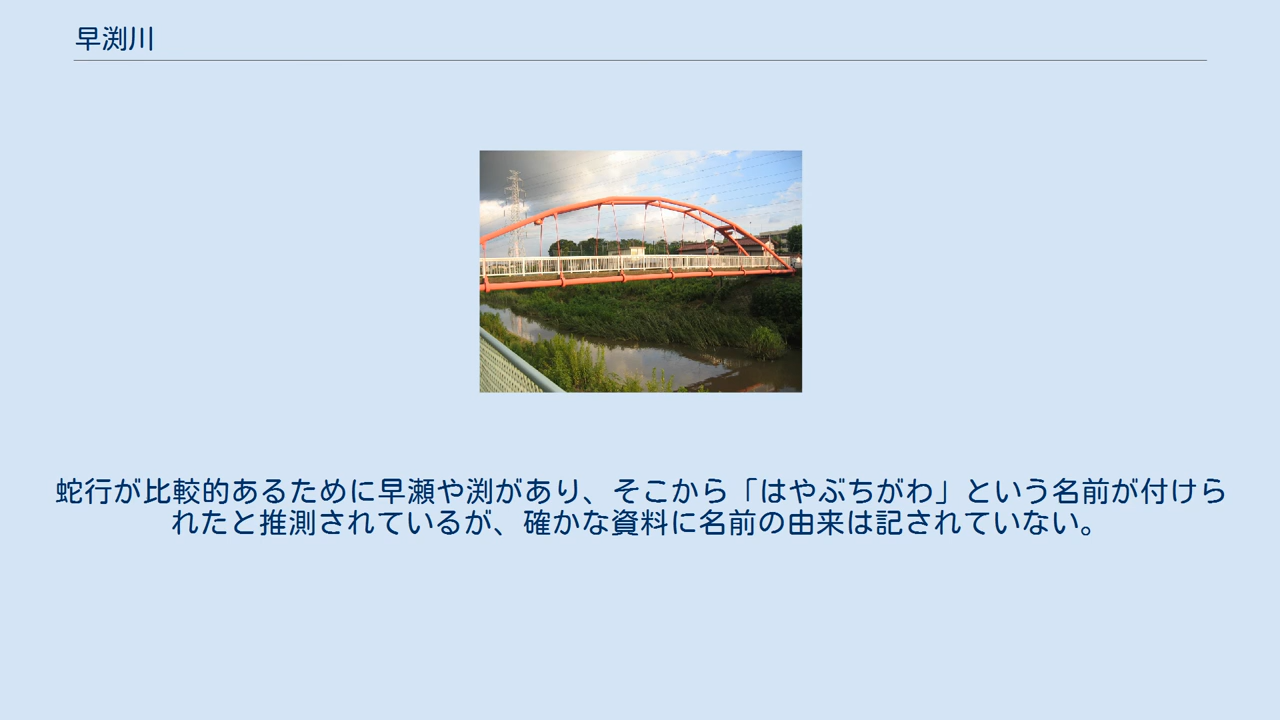 早渕川
蛇行が比較的あるために早瀬や渕があり、そこから「はやぶちがわ」という名前が付けら
れたと推測されているが、確かな資料に名前の由来は記されていない。